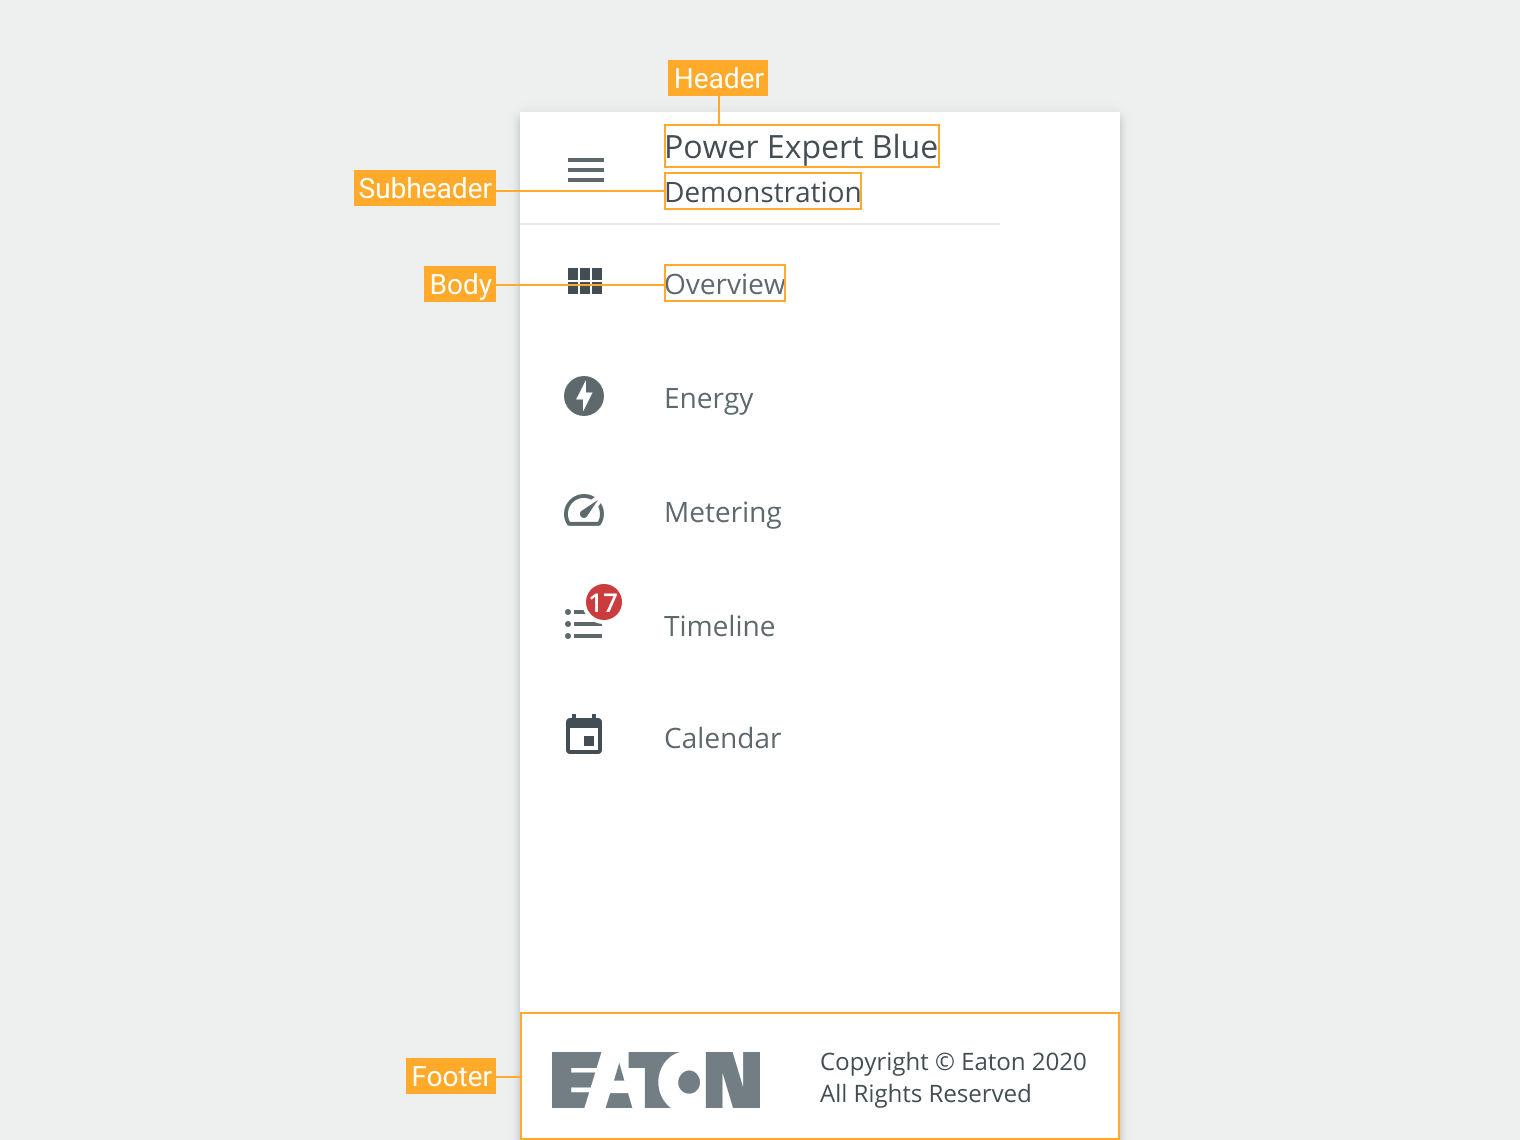 Header
Power Expert Blue
Subheader
Demonstration
Body
Overview
Energy
Metering
17
Timeline
Calendar
Footer
EATON
Copyright © Eaton 2020
All Rights Reserved